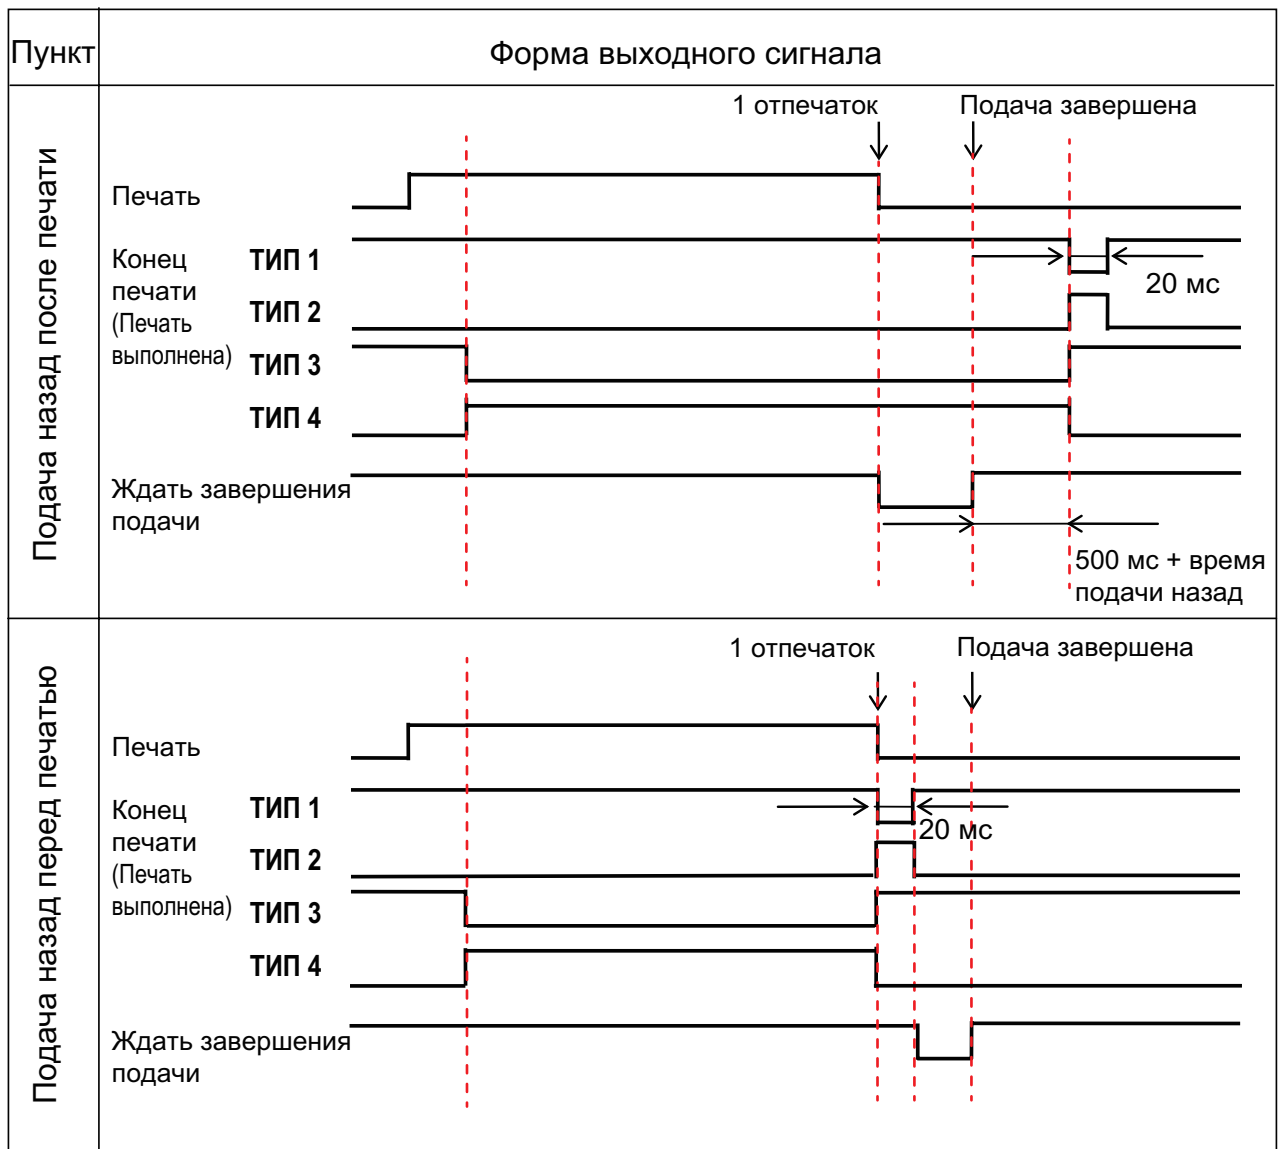 Пункт
Форма выходного сигнала
Подача назад после печати
1 отпечаток
Подача завершена
Печать
Конец
печати
(Печать
выполнена)
ТИП 1
20 мс
ТИП 2
ТИП 3
ТИП 4
Ждать завершения
подачи
500 мс + время
подачи назад
Подача назад перед печатью
1 отпечаток
Подача завершена
Печать
Конец
печати
(Печать
выполнена)
ТИП 1
20 мс
ТИП 2
ТИП 3
ТИП 4
Ждать завершения
подачи